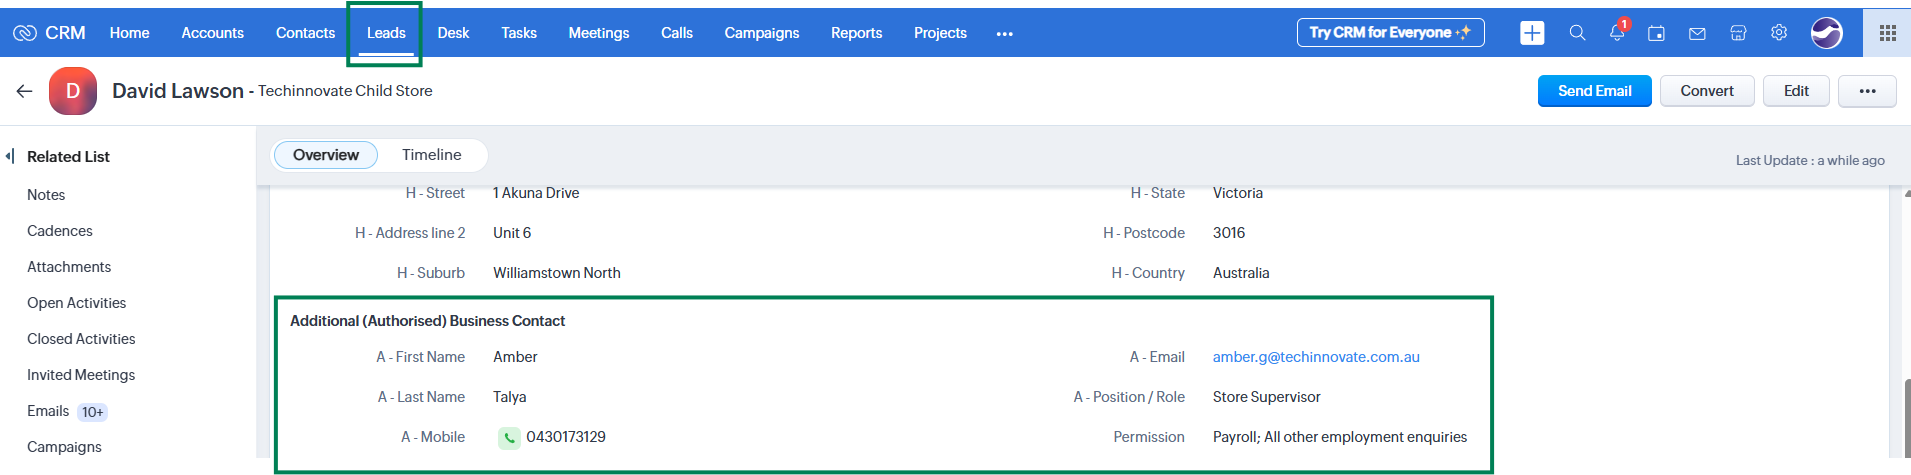 CRM Home Accounts Contacts Leads Desk Tasks Meetings Calls Campaigns Reports Projects ••• Try CRM for Everyone 1
D David Lawson - Techinnovate Child Store Send Email Convert Edit •••
Related List
Notes
Cadences
Attachments
Open Activities
Closed Activities
Invited Meetings
Emails 10+
Campaigns
Overview Timeline Last Update : a while ago
H - Street 1 Akuna Drive H - State Victoria
H - Address line 2 Unit 6 H - Postcode 3016
H - Suburb Williamstown North H - Country Australia
Additional (Authorised) Business Contact
A - First Name Amber A - Email amber.g@techinnovate.com.au
A - Last Name Talya A - Position / Role Store Supervisor
A - Mobile 0430173129 Permission Payroll; All other employment enquiries